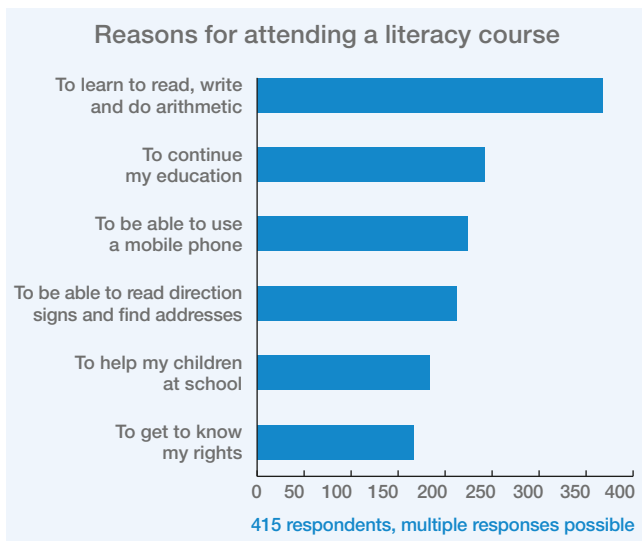 Reasons for attending a literacy course
To learn to read, write
and do arithmetic
To continue
my education
To be able to use
a mobile phone
To be able to read direction
signs and find addresses
To help my children
at school
To get to know
my rights
0 50 100 150 200 250 300 350 400
415 respondents, multiple responses possible